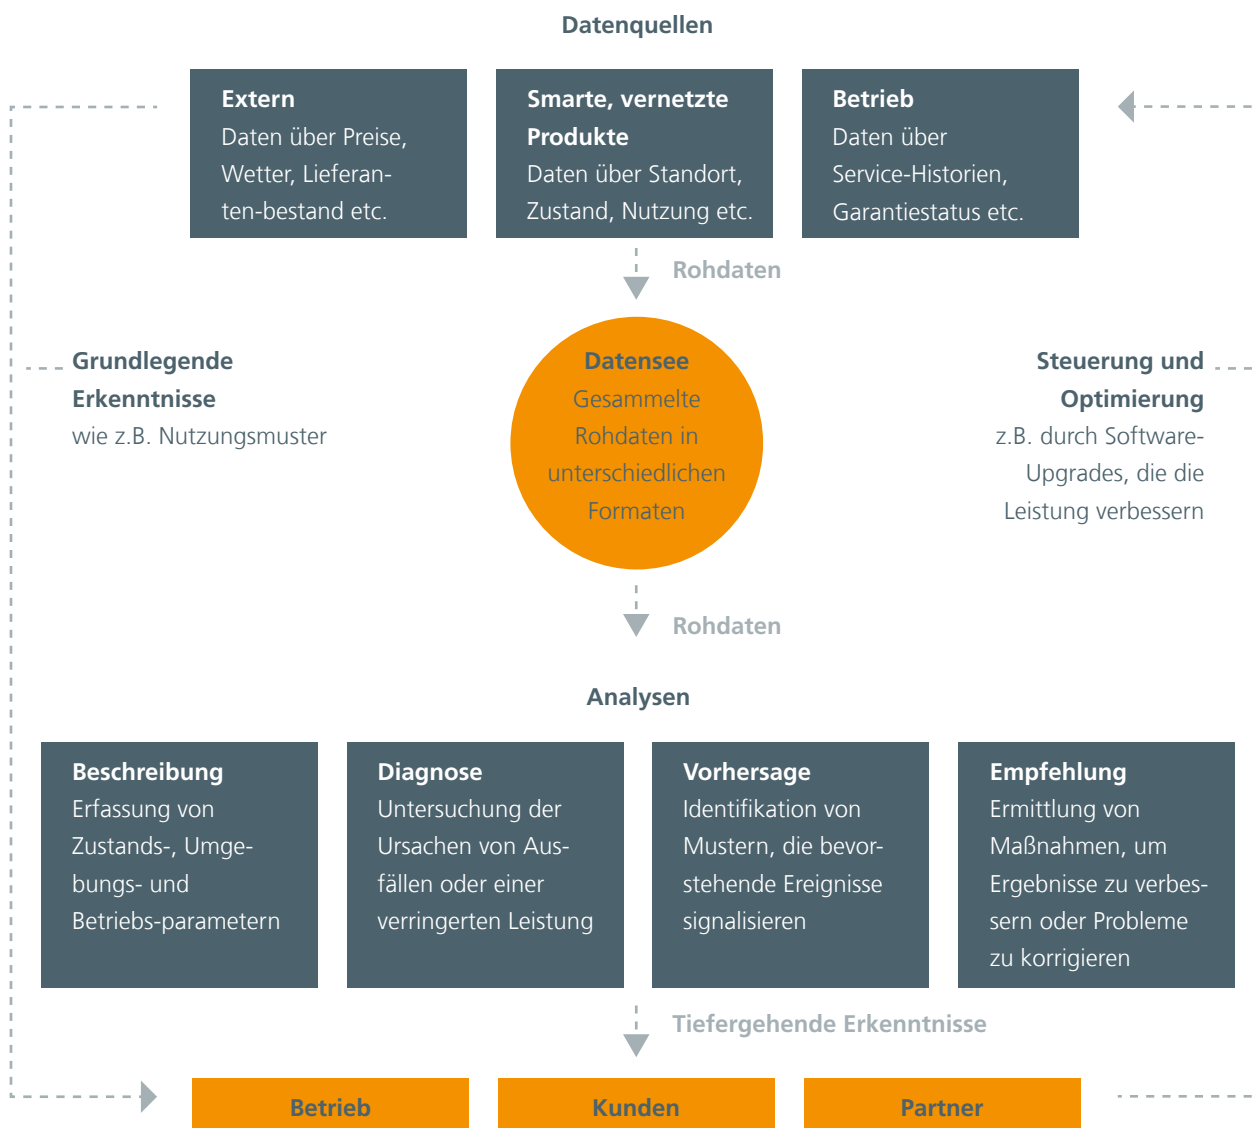 Datenquellen
Extern
Daten über Preise,
Wetter, Lieferan-
ten-bestand etc.
Smarte, vernetzte
Produkte
Daten über Standort,
Zustand, Nutzung etc.
Betrieb
Daten über
Service-Historien,
Garantiestatus etc.
Rohdaten
Grundlegende
Erkenntnisse
wie z.B. Nutzungsmuster
Datensee
Gesammelte
Rohdaten in
unterschiedlichen
Formaten
Steuerung und
Optimierung
z.B. durch Software-
Upgrades, die die
Leistung verbessern
Rohdaten
Analysen
Beschreibung
Erfassung von
Zustands-, Umge-
bungs- und
Betriebs-parametern
Diagnose
Untersuchung der
Ursachen von Aus-
fällen oder einer
verringerten Leistung
Vorhersage
Identifikation von
Mustern, die bevor-
stehende Ereignisse
signalisieren
Empfehlung
Ermittlung von
Maßnahmen, um
Ergebnisse zu verbes-
sern oder Probleme
zu korrigieren
Tiefergehende Erkenntnisse
Betrieb
Kunden
Partner